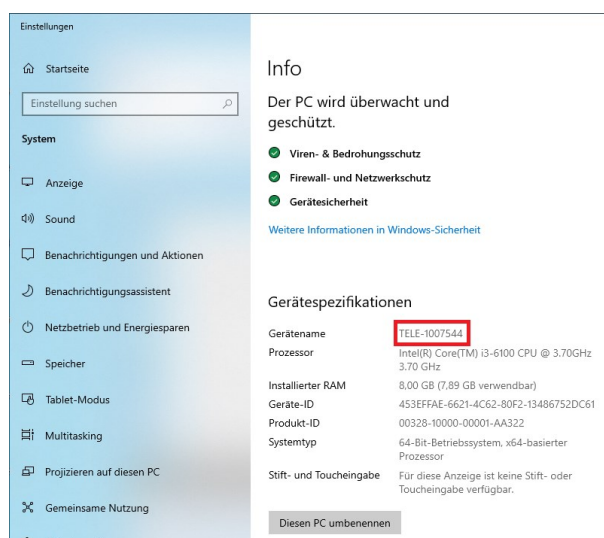 Einstellungen
Startseite
Einstellung suchen
System
Anzeige
Sound
Benachrichtigungen und Aktionen
Benachrichtigungsassistent
Netzbetrieb und Energiesparen
Speicher
Tablet-Modus
Multitasking
Projizieren auf diesen PC
Gemeinsame Nutzung
Info
Der PC wird überwacht und
geschützt.
Viren- & Bedrohungsschutz
Firewall- und Netzwerkschutz
Gerätesicherheit
Weitere Informationen in Windows-Sicherheit
Gerätespezifikationen
Gerätename TELE-1007544
Prozessor Intel(R) Core(TM) i3-6100 CPU @ 3.70GHz
3.70 GHz
Installierter RAM 8,00 GB (7,89 GB verwendbar)
Geräte-ID 453EFFAE-6621-4C62-80F2-13486752DC61
Produkt-ID 00328-10000-00001-AA322
Systemtyp 64-Bit-Betriebssystem, x64-basierter
Prozessor
Stift- und Toucheingabe Für diese Anzeige ist keine Stift- oder
Toucheingabe verfügbar.
Diesen PC umbenennen